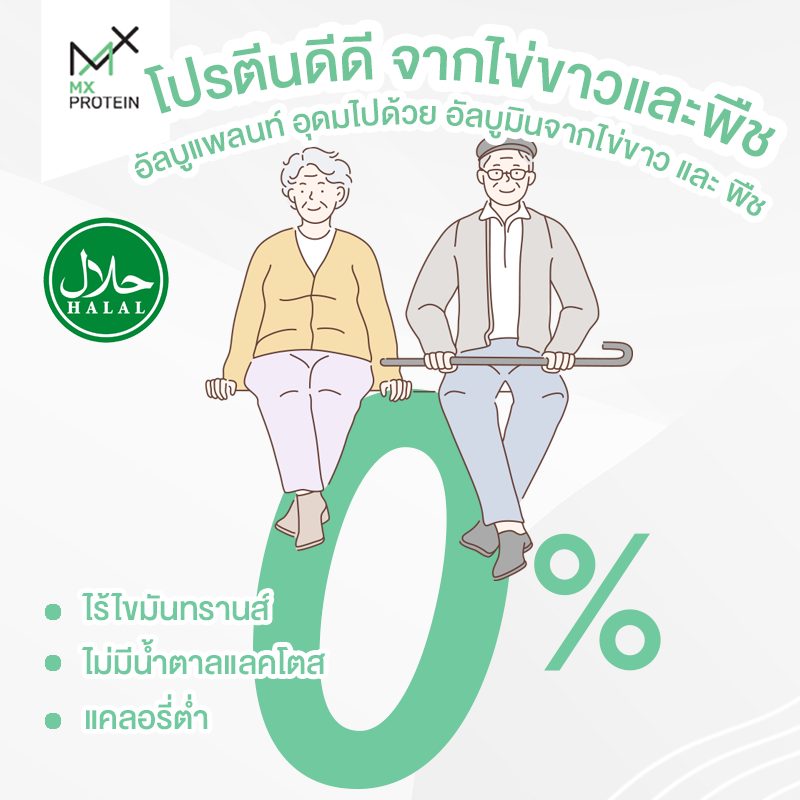 MX
PROTEIN
โปรตีนดีดี จากไข่ขาวและพืช
อัลบูแพลนท์ อุดมไปด้วย อัลบูมินจากไข่ขาว และ พืช
حلال
HALAL
0%
ไร้ไขมันทรานส์
ไม่มีน้ำตาลแลคโตส
แคลอรี่ต่ำ